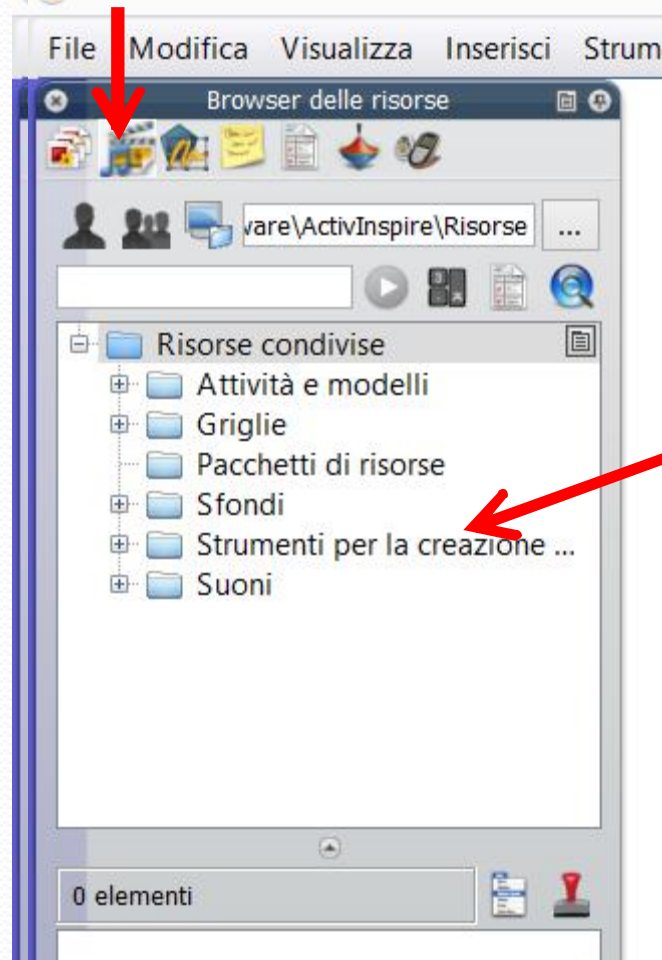 File Modifica Visualizza Inserisci Strum
Browser delle risorse
vare\ActivInspire\Risorse ...
Risorse condivise
Attività e modelli
Griglie
Pacchetti di risorse
Sfondi
Strumenti per la creazione ...
Suoni
0 elementi